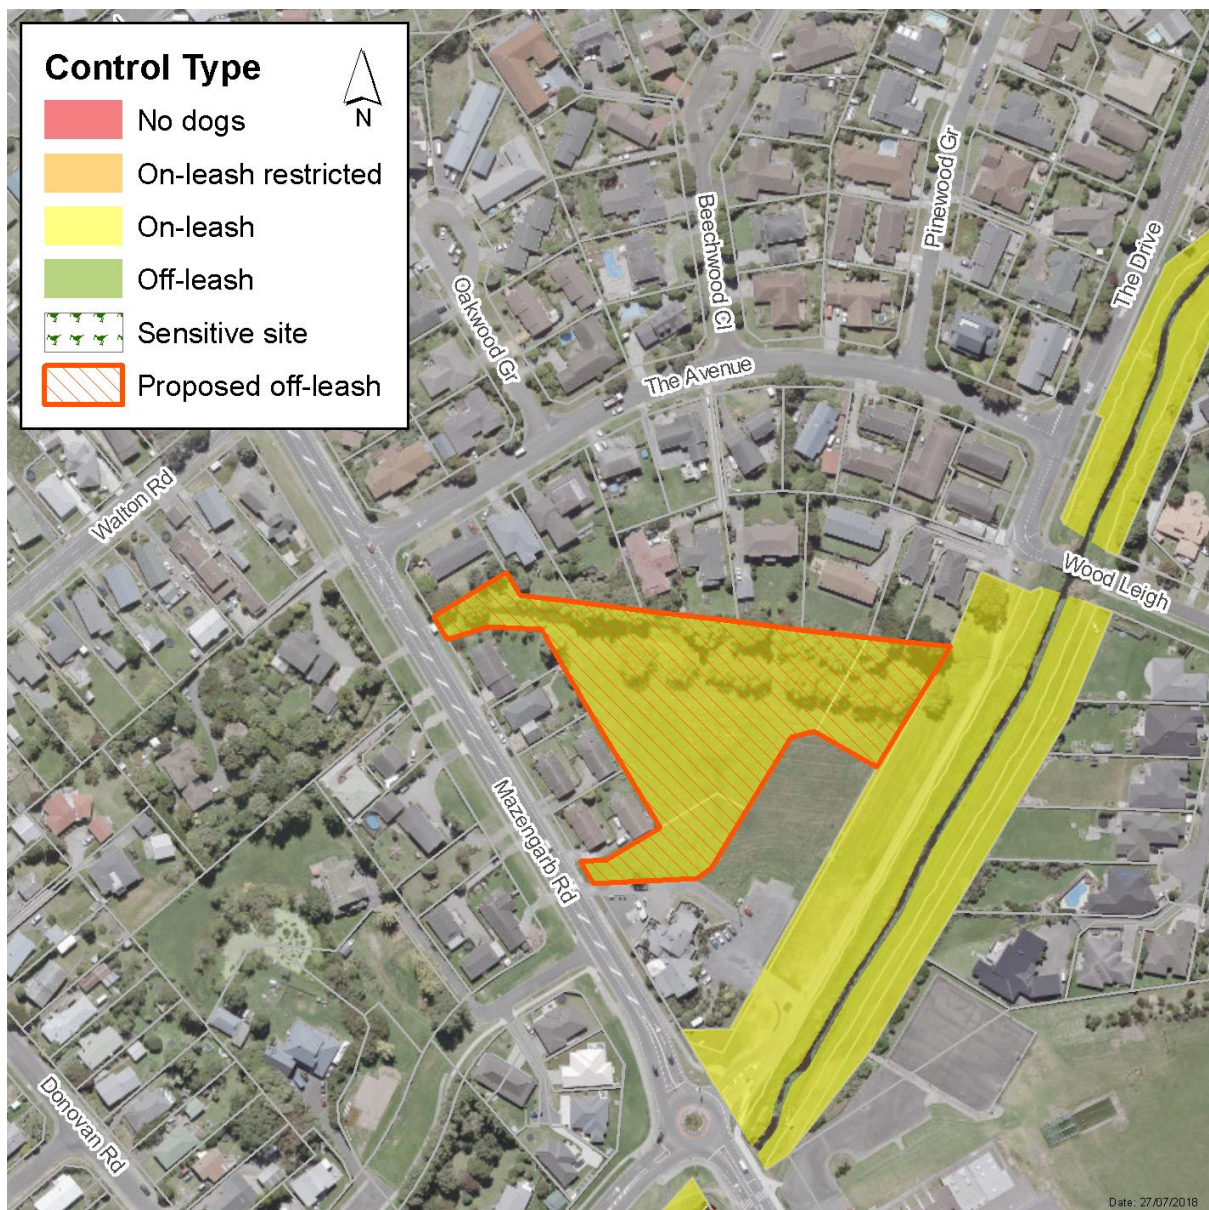 Control Type
N
No dogs
On-leash restricted
On-leash
Off-leash
Sensitive site
Proposed off-leash
Beechwood Cl
Pinewood Gr
The Drive
Oakwood Gr
The Avenue
Walton Rd
Wood Leigh
Mazengarb Rd
Donovan Rd
Date: 27/07/2018